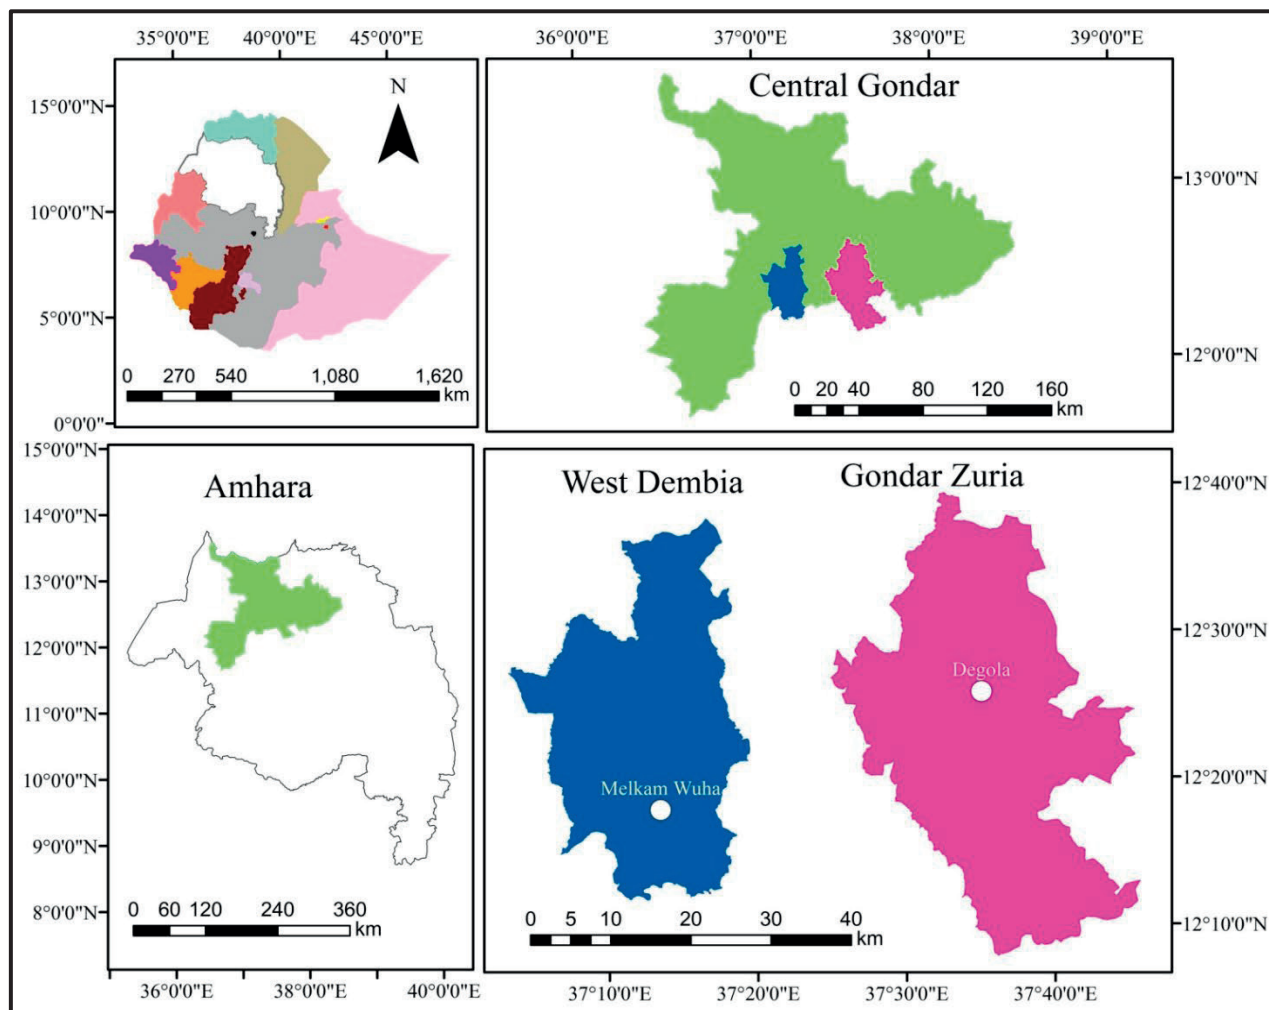 35°0'0"E 40°0'0"E 45°0'0"E
36°0'0"E 37°0'0"E 38°0'0"E 39°0'0"E
N
15°0'0"N
10°0'0"N
5°0'0"N
0°0'0"
0 270 540 1,080 1,620
km
Central Gondar
13°0'0"N
12°0'0"N
0 20 40 80 120 160
km
15°0'0"N
14°0'0"N
13°0'0"N
12°0'0"N
11°0'0"N
10°0'0"N
9°0'0"N
8°0'0"N
Amhara
0 60 120 240 360
km
36°0'0"E 38°0'0"E 40°0'0"E
West Dembia
Gondar Zuria
Degola
Melkam Wuha
12°40'0"N
12°30'0"N
12°20'0"N
12°10'0"N
0 5 10 20 30 40
km
37°10'0"E 37°20'0"E 37°30'0"E 37°40'0"E